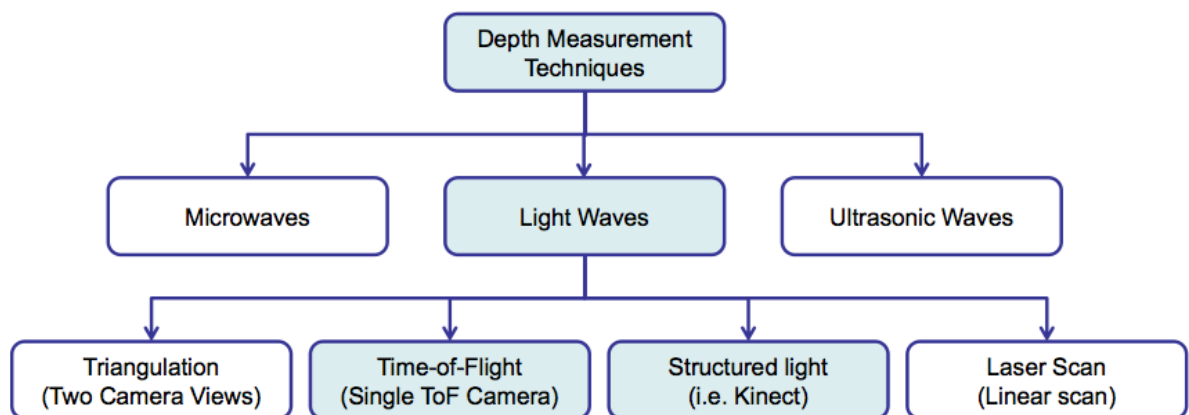 Depth Measurement
Techniques
Microwaves
Light Waves
Ultrasonic Waves
Triangulation
(Two Camera Views)
Time-of-Flight
(Single ToF Camera)
Structured light
(i.e. Kinect)
Laser Scan
(Linear scan)